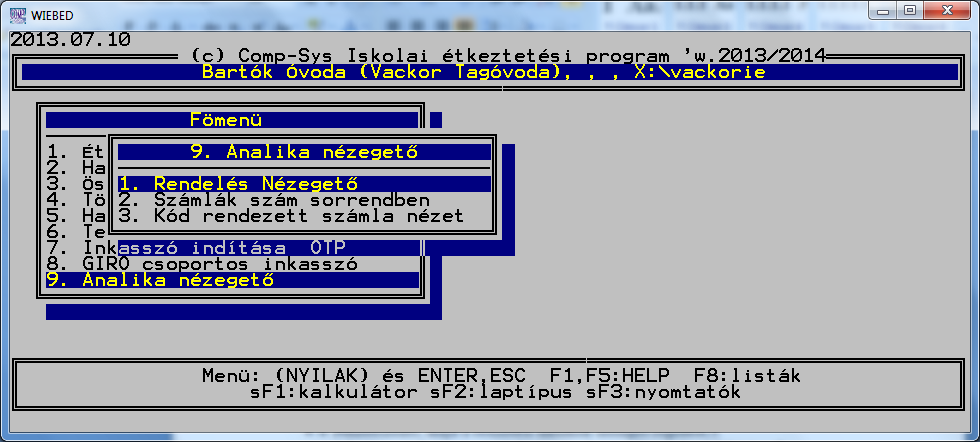 WIEBED
2013.07.10
(c) Comp-Sys Iskolai étkeztetési program 'w.2013/2014
Bartók Óvoda (Vackor Tagóvoda), , , X:\vackorie
Fömenü
1. Ét
2. Ha
3. Ös
4. Tö
5. Ha
6. Te
7. Inkasszó indítása OTP
8. GIRO csoportos inkasszó
9. Analika nézegető
9. Analika nézegető
1. Rendelés Nézegető
2. Számlák szám sorrendben
3. Kód rendezett számla nézet
Menü: (NYILAK) és ENTER,ESC F1,F5:HELP F8:listák
sF1:kalkulátor sF2:laptípus sF3:nyomtatók